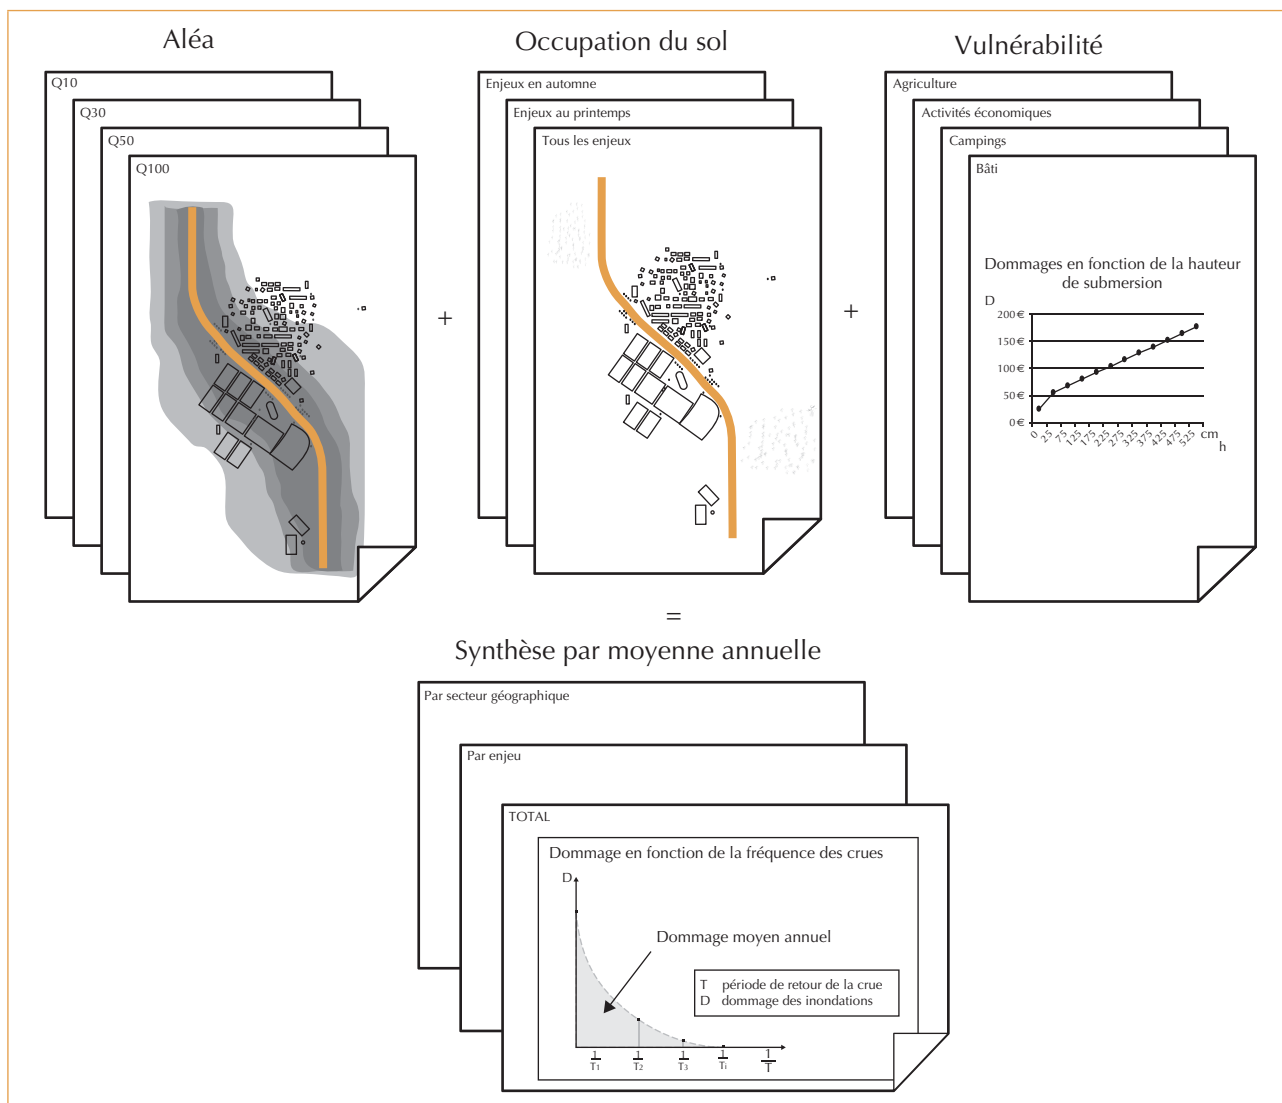 Aléa
Q10
Q30
Q50
Q100
+
Occupation du sol
Enjeux en automne
Enjeux au printemps
Tous les enjeux
+
Vulnérabilité
Agriculture
Activités économiques
Campings
Bâti
Dommages en fonction de la hauteur
de submersion
D
200 €
150 €
100 €
50 €
0 €
0 25 75 125 175 225 275 325 375 425 475 525 cm
h
=
Synthèse par moyenne annuelle
Par secteur géographique
Par enjeu
TOTAL
Dommage en fonction de la fréquence des crues
D
Dommage moyen annuel
T période de retour de la crue
D dommage des inondations
1/T1 1/T2 1/T3 1/Ti 1/T